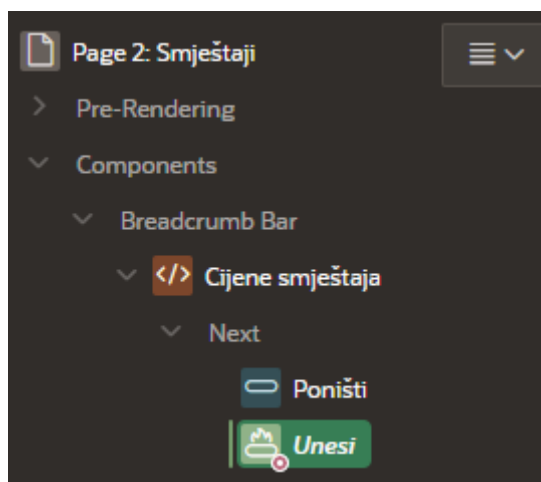 Page 2: Smještaji
Pre-Rendering
Components
Breadcrumb Bar
</> Cijene smještaja
Next
Poništi
Unesi